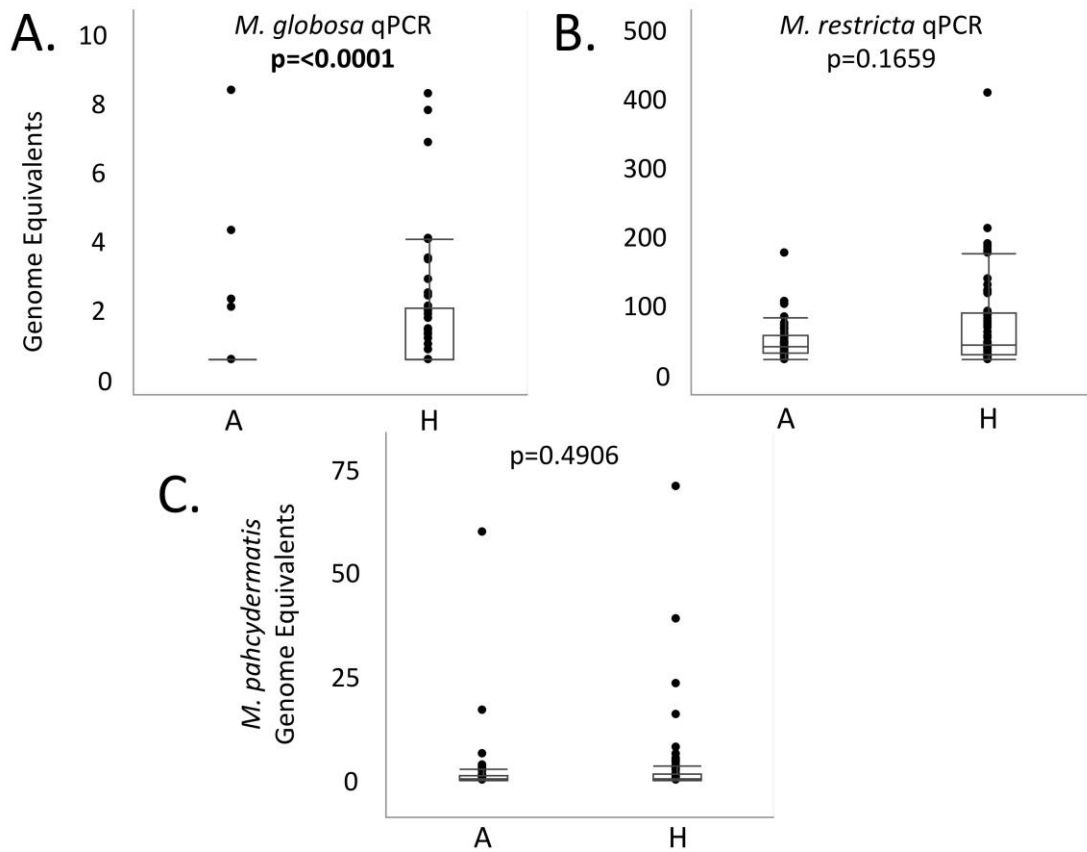 A.
M. globosa qPCR
p=<0.0001
Genome Equivalents
10
8
6
4
2
0
A
H
B.
M. restricta qPCR
p=0.1659
500
400
300
200
100
0
A
H
C.
p=0.4906
M. pahcydermatis
Genome Equivalents
75
50
25
0
A
H